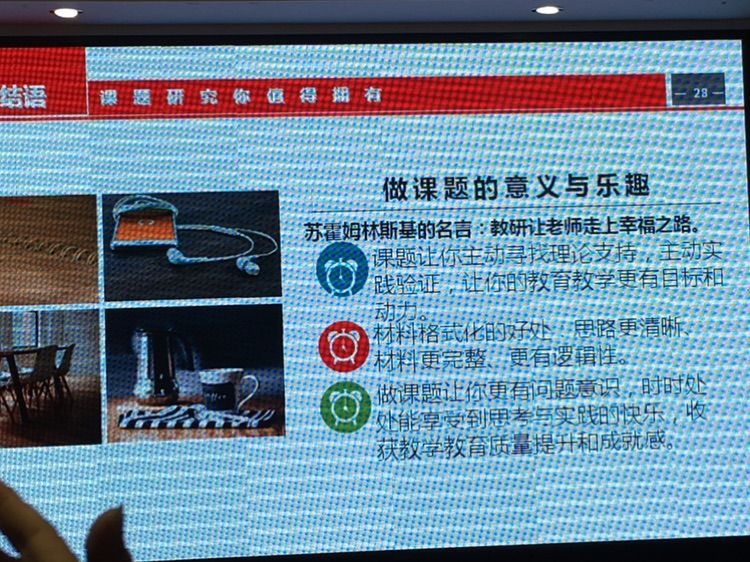 结语
课题研究你值得拥有
— 28 —
做课题的意义与乐趣
苏霍姆林斯基的名言：教研让老师走上幸福之路。
课题让你主动寻找理论支持，主动实
践验证，让你的教育教学更有目标和
动力。
材料格式化的好处：思路更清晰、
材料更完整、更有逻辑性。
做课题让你更有问题意识，时时处
处能享受到思考与实践的快乐，收
获教学教育质量提升和成就感。